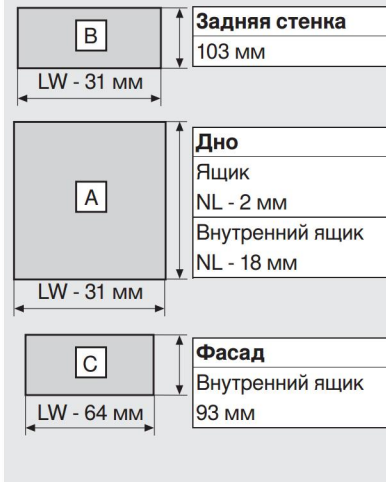 B
Задняя стенка
103 мм
LW - 31 мм
A
Дно
Ящик
NL - 2 мм
Внутренний ящик
NL - 18 мм
LW - 31 мм
C
Фасад
Внутренний ящик
93 мм
LW - 64 мм